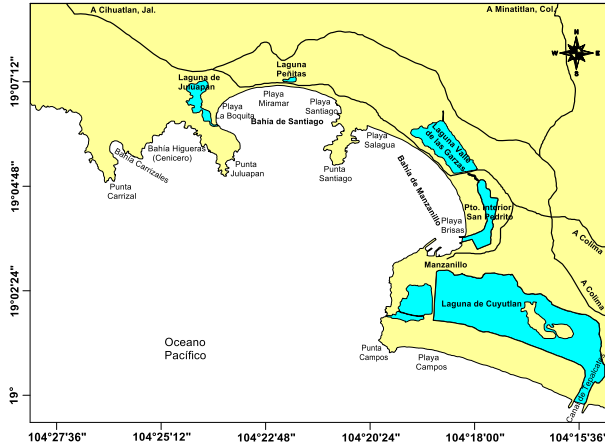 A Cihuatlan, Jal.
A Minatitlan, Col.
N
W
E
S
Laguna de
Juluapan
Laguna
Peñitas
Playa
Miramar
Playa
La Boquita
Playa
Santiago
Bahía de Santiago
Playa
Salagua
Laguna Valle
de las Garzas
Bahía Carrizales
Bahía Higueras
(Cenicero)
Punta
Juluapan
Punta
Santiago
Punta
Carrizal
Bahía de Manzanillo
Pto. Interior
San Pedrito
Playa
Brisas
A Colima
A Colima
Manzanillo
Laguna de Cuyutlan
Oceano
Pacífico
Punta
Campos
Playa
Campos
Canal de Tepalcates
19°07'12"
19°04'48"
19°02'24"
19°
104°27'36"
104°25'12"
104°22'48"
104°20'24"
104°18'00"
104°15'35"